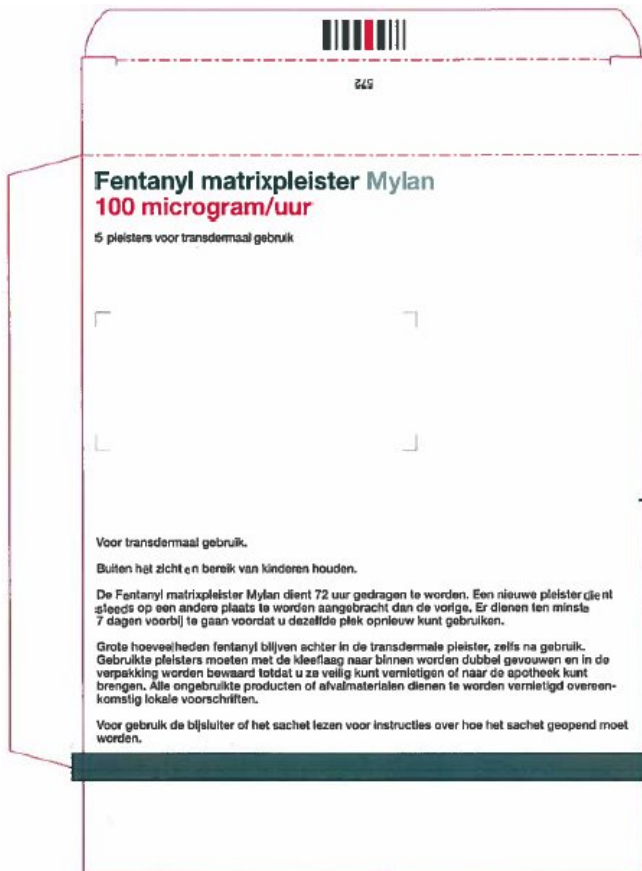 572
Fentanyl matrixpleister Mylan
100 microgram/uur
5 pleisters voor transdermaal gebruik
Voor transdermaal gebruik.
Buiten het zicht en bereik van kinderen houden.
De Fentanyl matrixpleister Mylan dient 72 uur gedragen te worden. Een nieuwe pleister dient
steeds op een andere plaats te worden aangebracht dan de vorige. Er dienen ten minste
7 dagen voorbij te gaan voordat u dezelfde plek opnieuw kunt gebruiken.
Grote hoeveelheden fentanyl blijven achter in de transdermale pleister, zelfs na gebruik.
Gebruikte pleisters moeten met de kleeflaag naar binnen worden dubbel gevouwen en in de
verpakking worden bewaard totdat u ze veilig kunt vernietigen of naar de apotheek kunt
brengen. Alle ongebruikte producten of afvalmaterialen dienen te worden vernietigd overeen-
komstig lokale voorschriften.
Voor gebruik de bijsluiter of het sachet lezen voor instructies over hoe het sachet geopend moet
worden.